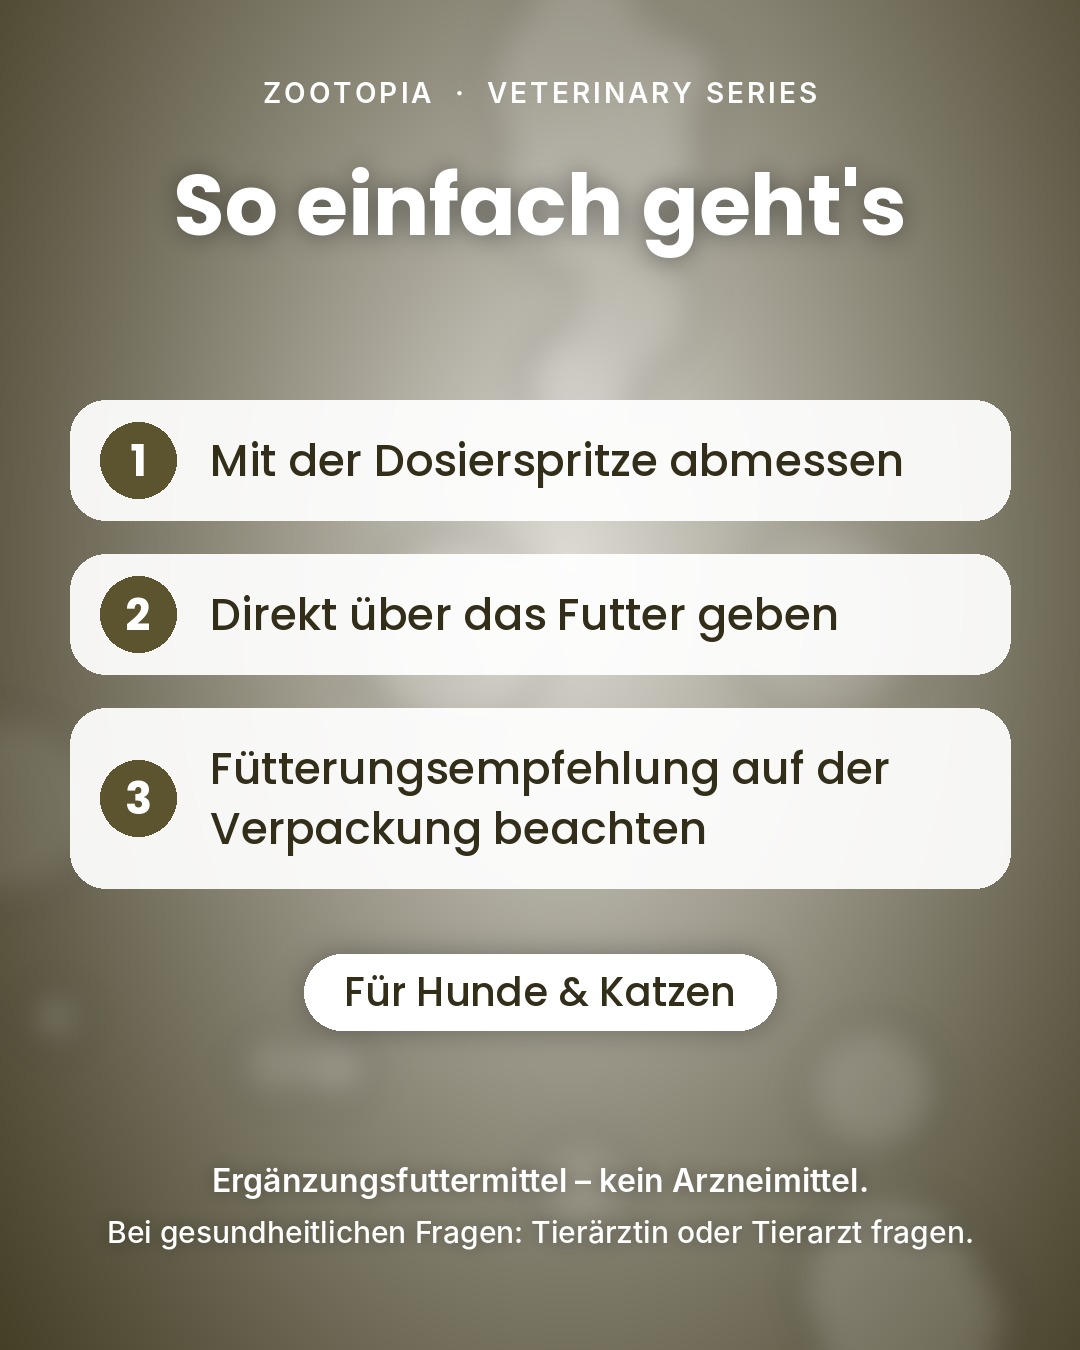 ZOOTOPIA · VETERINARY SERIES
So einfach geht's
1 Mit der Dosierspritze abmessen
2 Direkt über das Futter geben
3 Fütterungsempfehlung auf der
Verpackung beachten
Für Hunde & Katzen
Ergänzungsfuttermittel – kein Arzneimittel.
Bei gesundheitlichen Fragen: Tierärztin oder Tierarzt fragen.